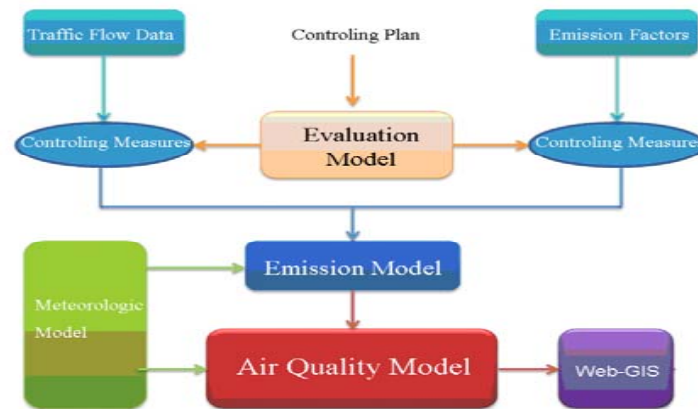 Traffic Flow Data
Controling Plan
Emission Factors
Controling Measures
Evaluation
Model
Controling Measure
Emission Model
Meteorologic
Model
Air Quality Model
Web-GIS